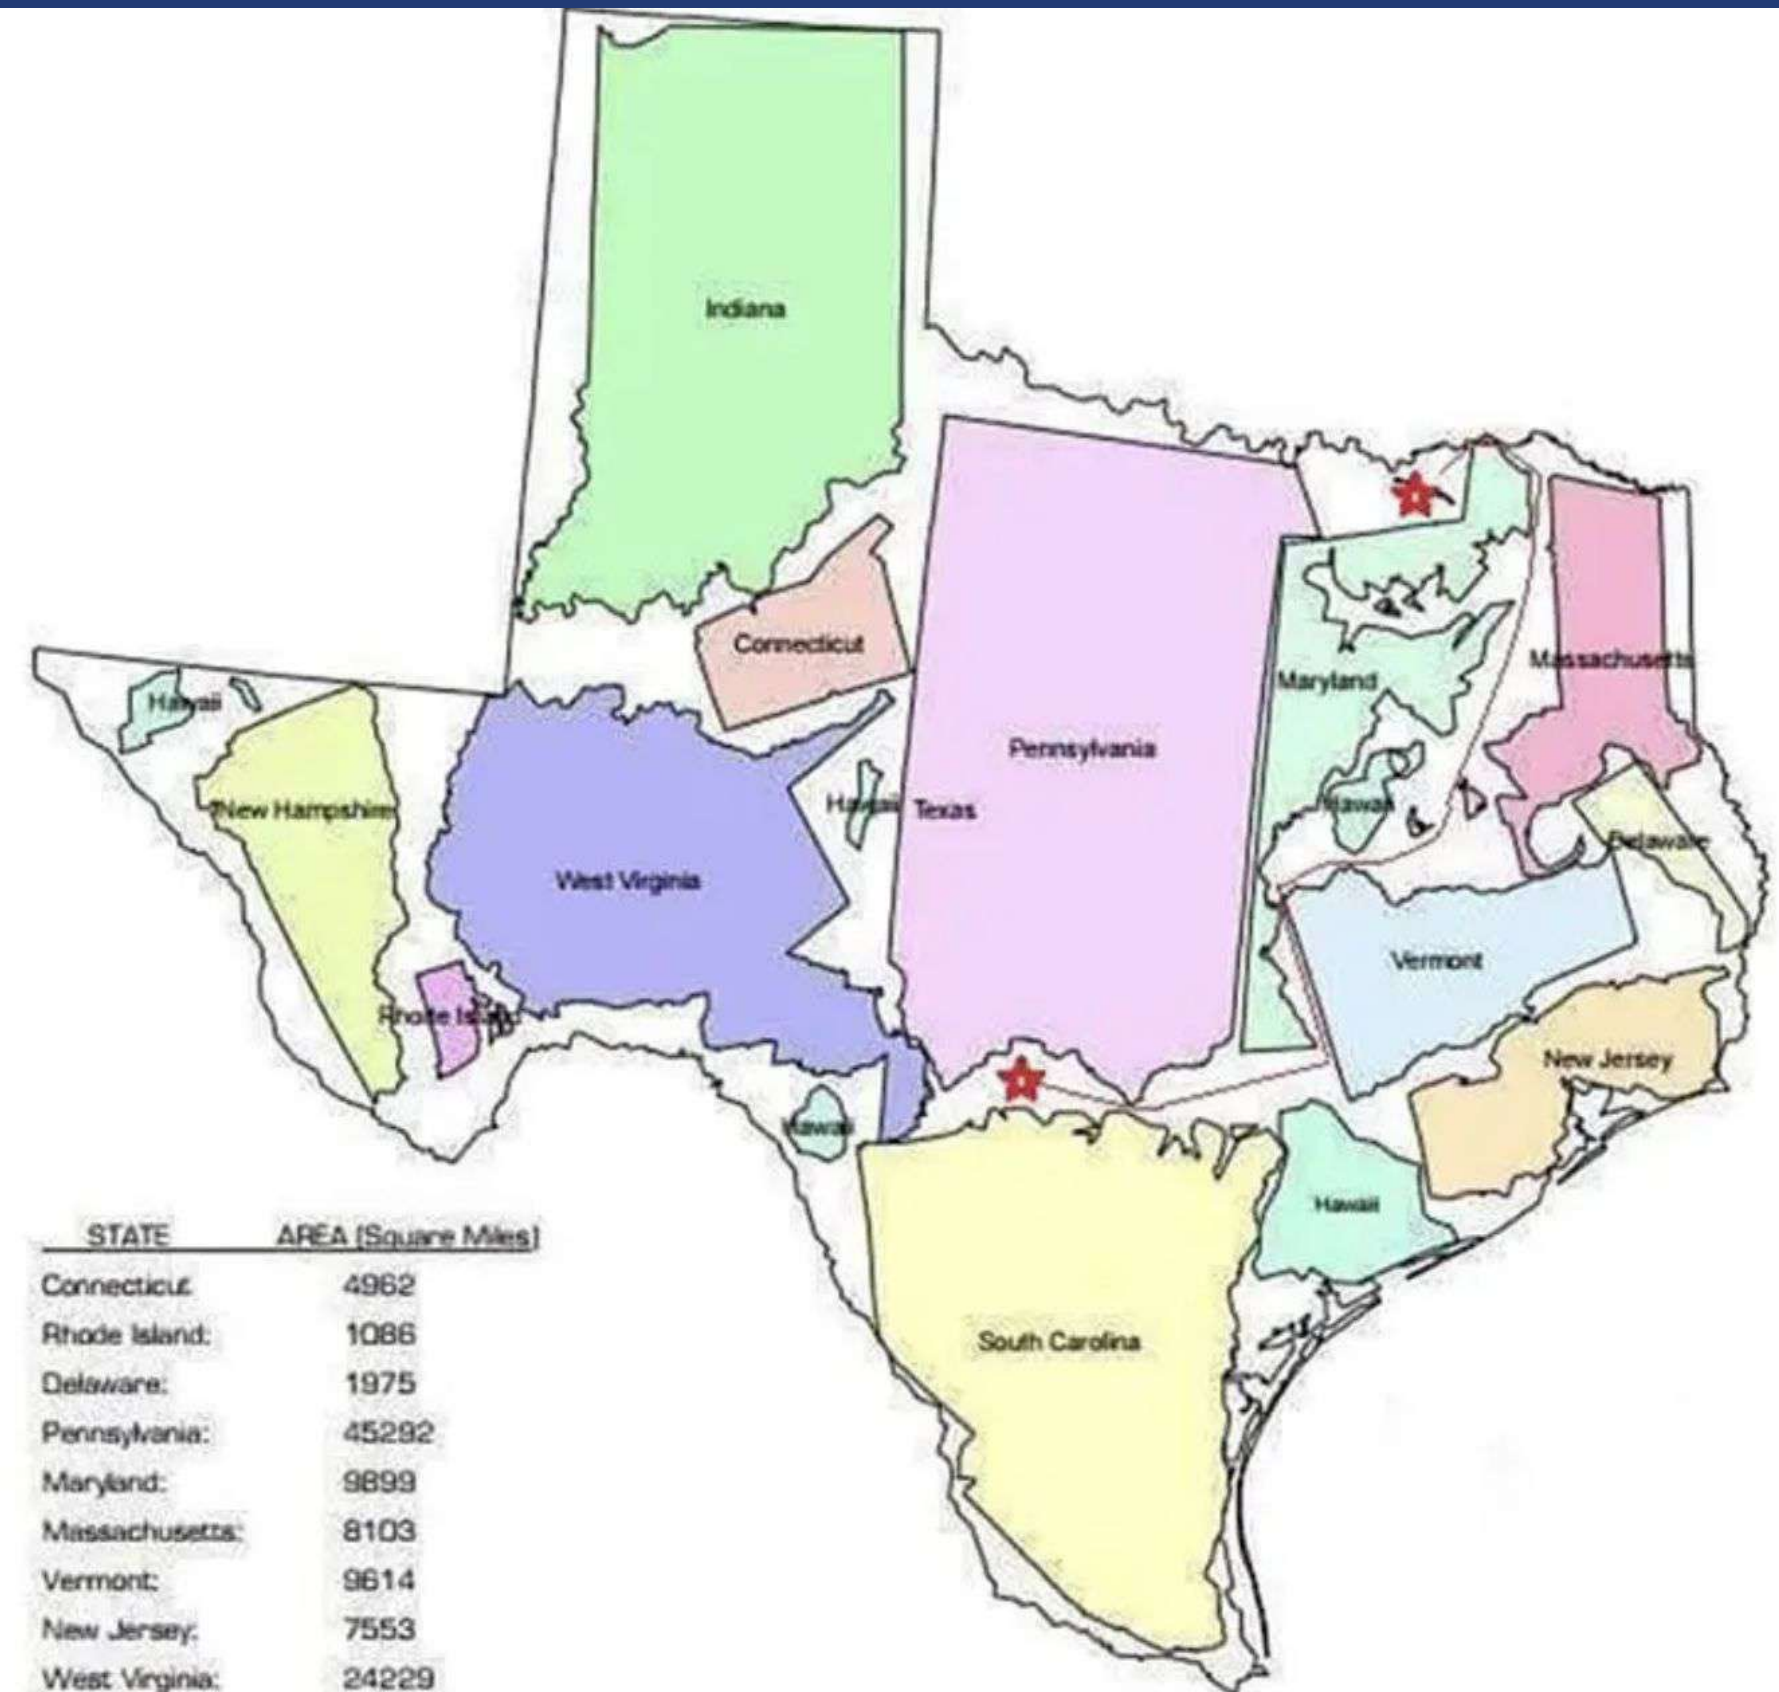 Indiana
Connecticut
Massachusetts
Maryland
Hawaii
Pennsylvania
New Hampshire
Hawaii
Texas
Hawaii
Delaware
West Virginia
Vermont
Rhode Island
New Jersey
Hawaii
Hawaii
South Carolina
STATE AREA (Square Miles)
Connecticut: 4962
Rhode Island: 1086
Delaware: 1975
Pennsylvania: 45292
Maryland: 9899
Massachusetts: 8103
Vermont: 9614
New Jersey: 7553
West Virginia: 24229